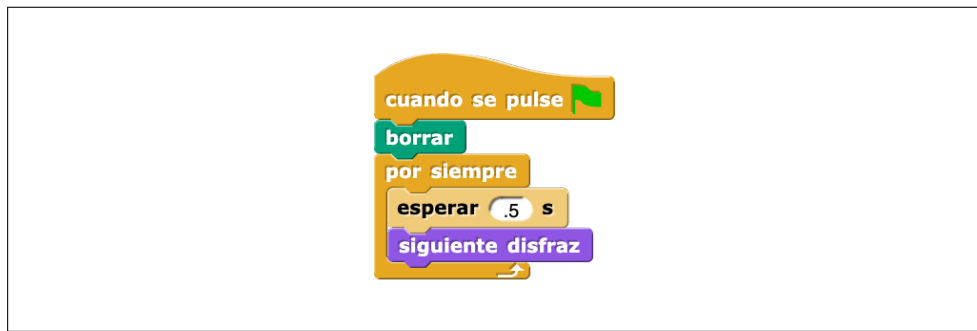 cuando se pulse
borrar
por siempre
esperar .5 s
siguiente disfraz